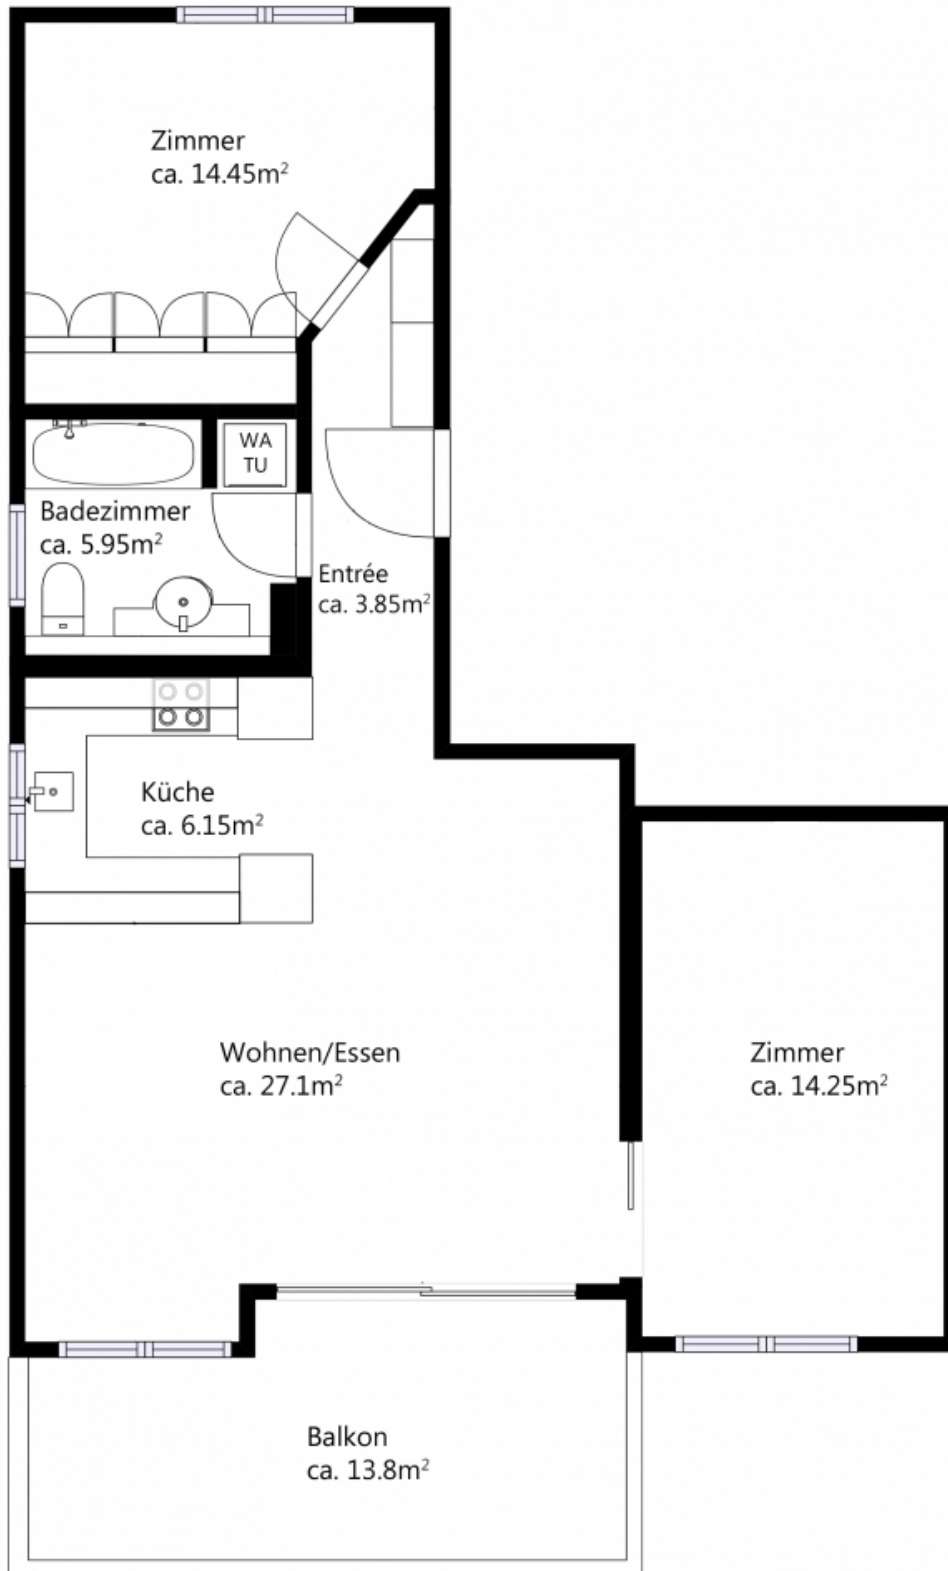 Zimmer
ca. 14.45m²
WA
TU
Badezimmer
ca. 5.95m²
Entrée
ca. 3.85m²
Küche
ca. 6.15m²
Wohnen/Essen
ca. 27.1m²
Zimmer
ca. 14.25m²
Balkon
ca. 13.8m²